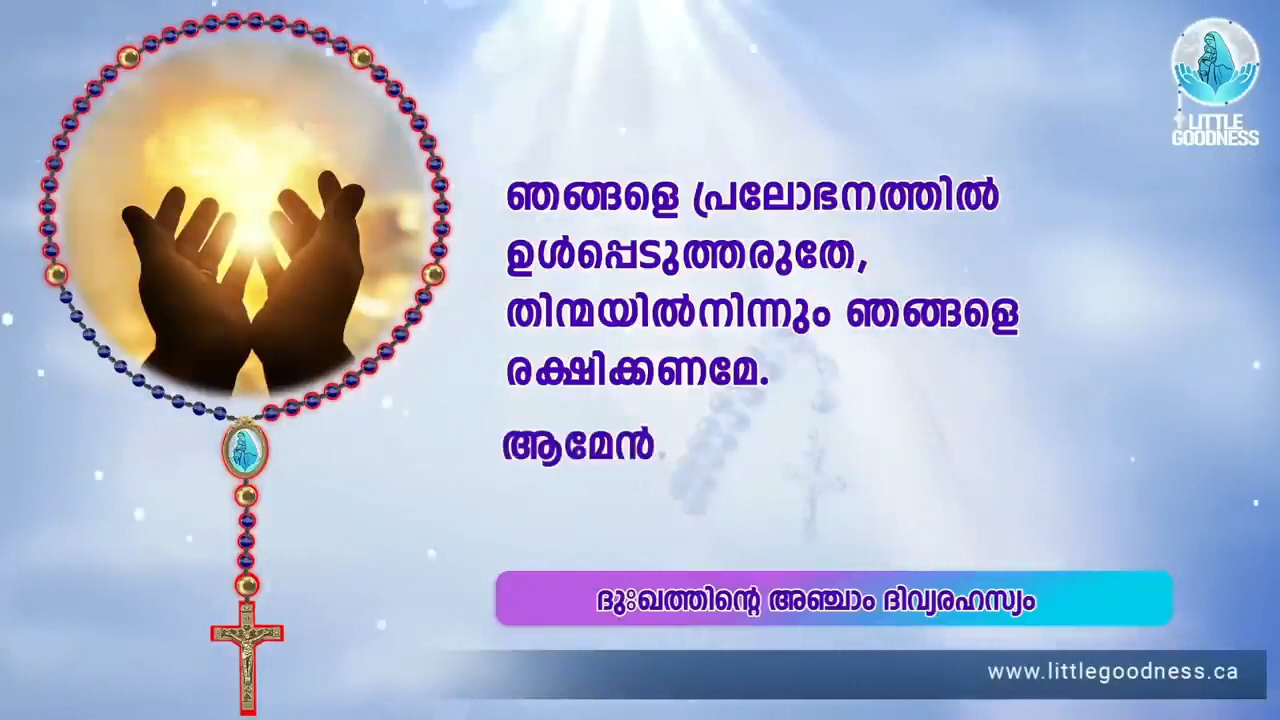 LITTLE
GOODNESS
ഞങ്ങളെ പ്രലോഭനത്തിൽ
ഉൾപ്പെടുത്തരുതേ,
തിന്മയിൽനിന്നും ഞങ്ങളെ
രക്ഷിക്കണമേ.
ആമേൻ
ദുഃഖത്തിന്റെ അഞ്ചാം ദിവ്യരഹസ്യം
www.littlegoodness.ca